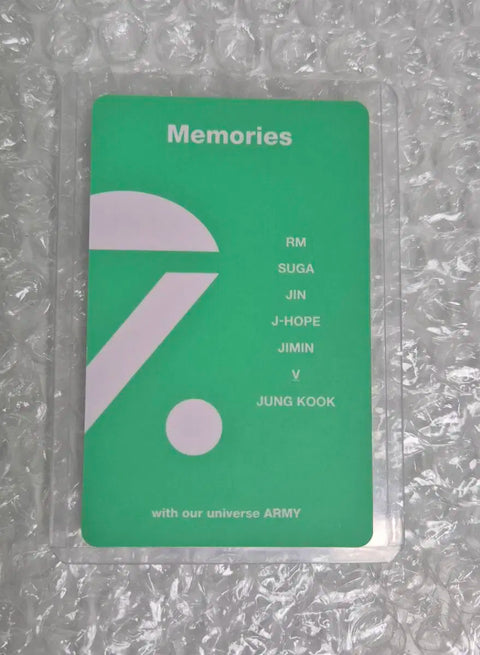 Memories
RM
SUGA
JIN
J-HOPE
JIMIN
V
JUNG KOOK
with our universe ARMY